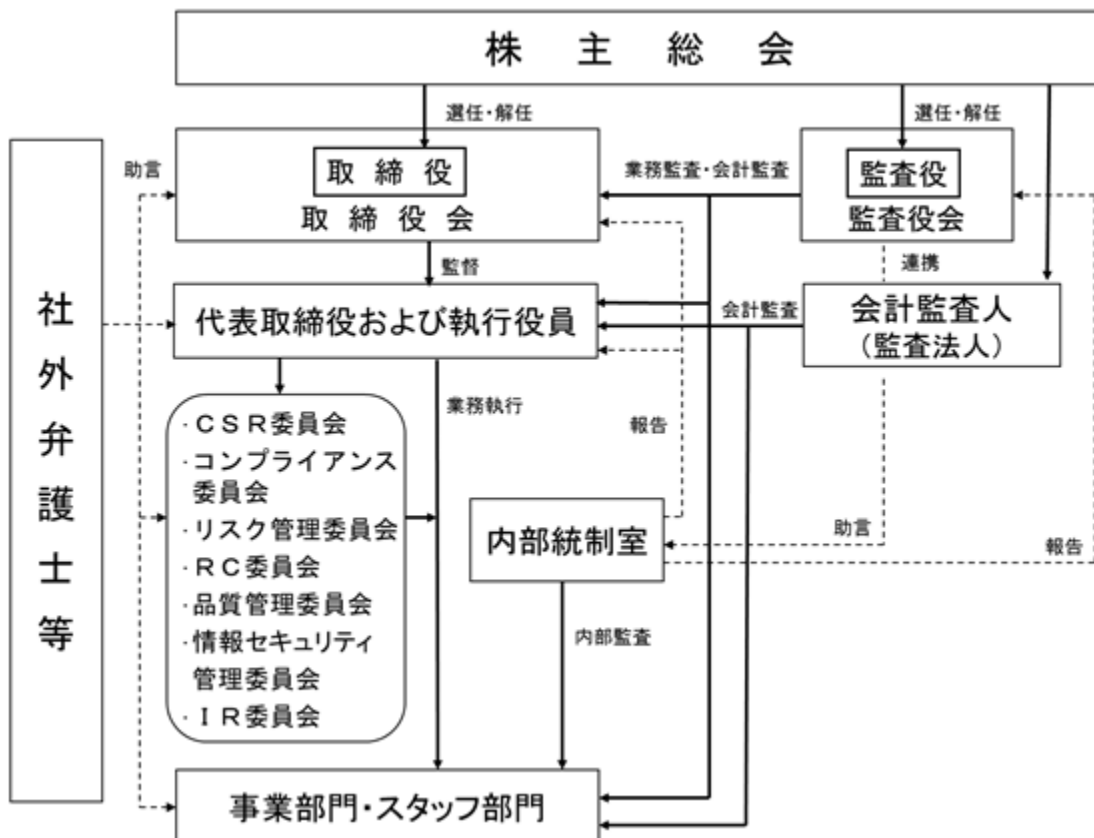 株主総会
選任・解任
選任・解任
助言
取締役
取締役会
業務監査・会計監査
監査役
監査役会
監督
連携
社外弁護士等
代表取締役および執行役員
会計監査
会計監査人
（監査法人）
・ＣＳＲ委員会
・コンプライアンス
委員会
・リスク管理委員会
・ＲＣ委員会
・品質管理委員会
・情報セキュリティ
管理委員会
・ＩＲ委員会
業務執行
報告
内部統制室
助言
報告
内部監査
事業部門・スタッフ部門